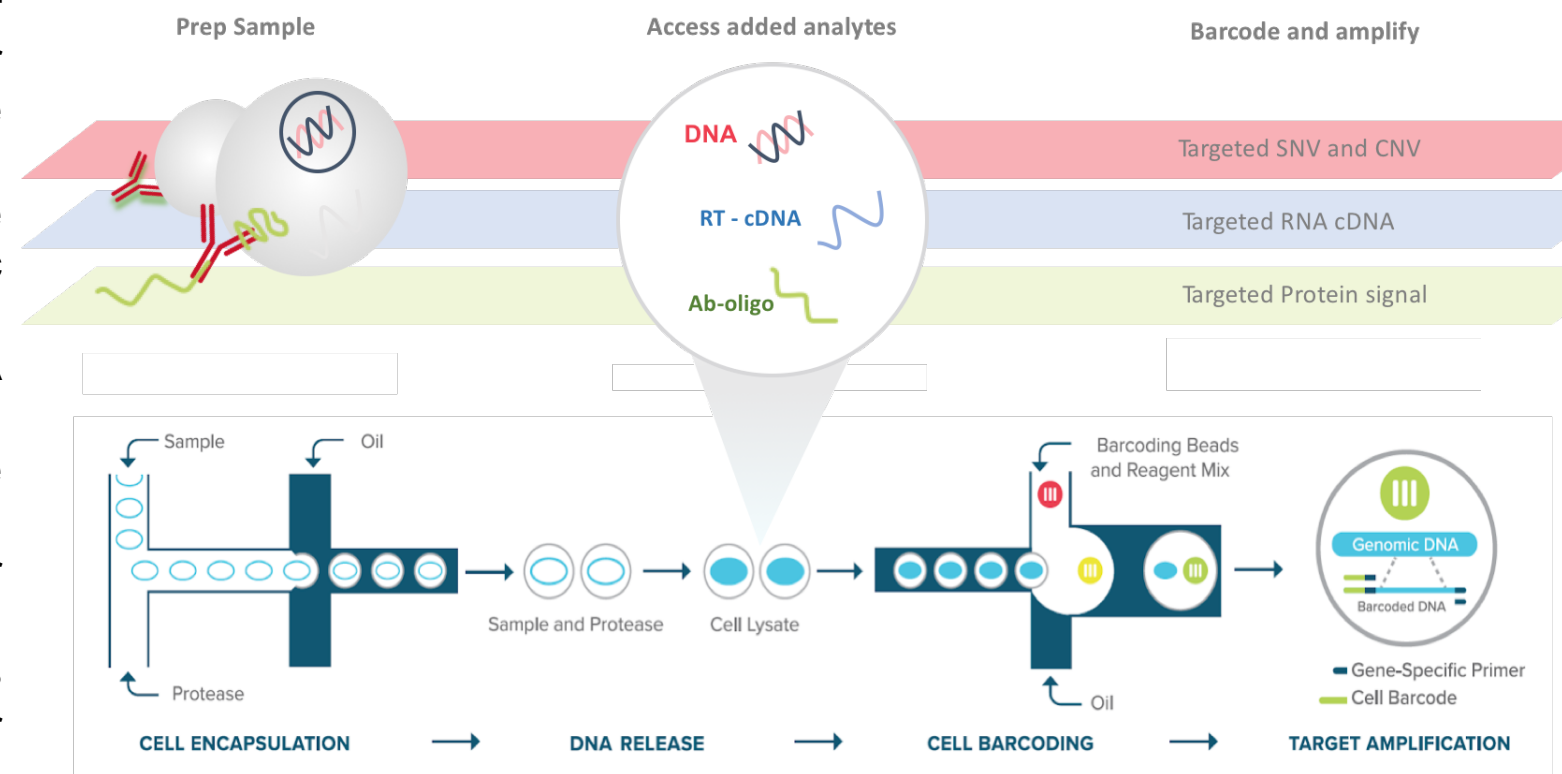 Prep Sample
Access added analytes
Barcode and amplify
DNA
Targeted SNV and CNV
RT - cDNA
Targeted RNA cDNA
Ab-oligo
Targeted Protein signal
Sample
Oil
Barcoding Beads
and Reagent Mix
Genomic DNA
Barcoded DNA
Sample and Protease
Cell Lysate
Gene-Specific Primer
Cell Barcode
Protease
Oil
CELL ENCAPSULATION
DNA RELEASE
CELL BARCODING
TARGET AMPLIFICATION